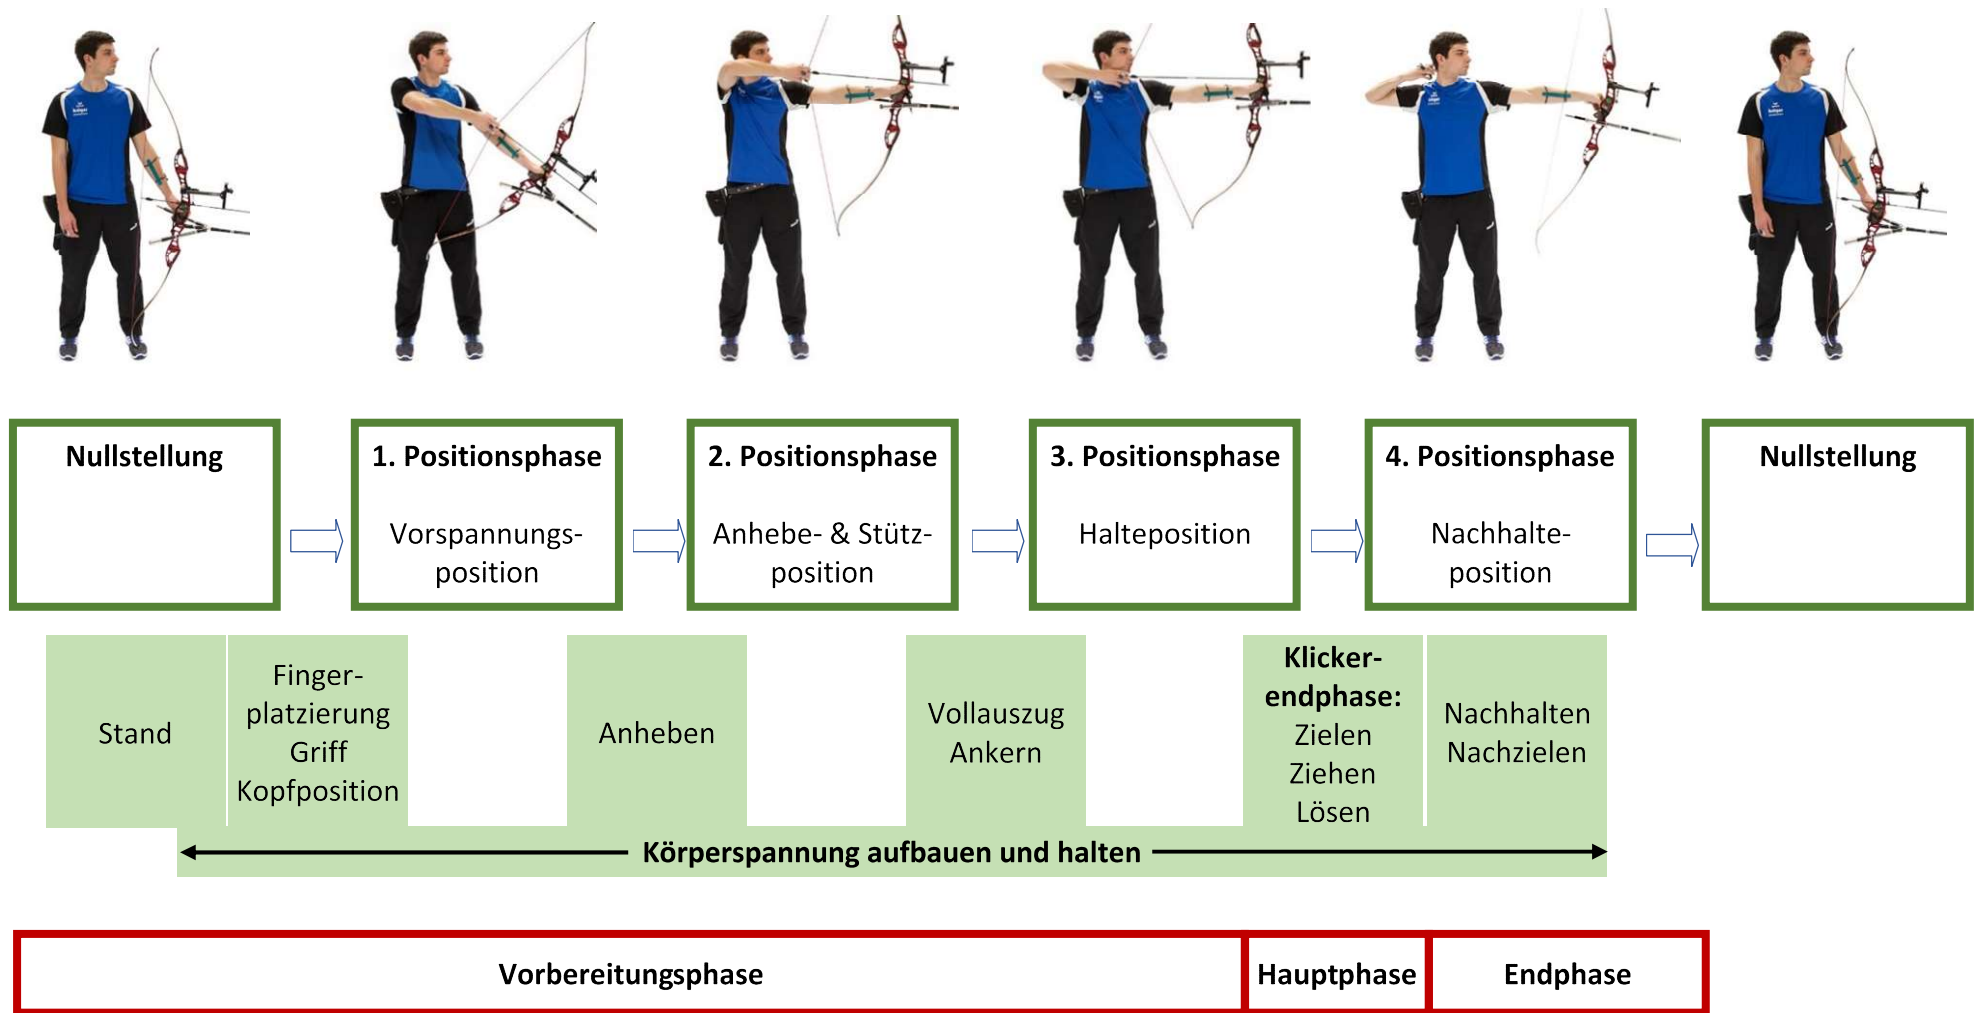 Nullstellung
1. Positionsphase
Vorspannungs-
position
2. Positionsphase
Anhebe- & Stütz-
position
3. Positionsphase
Halteposition
4. Positionsphase
Nachhalte-
position
Nullstellung
Stand
Finger-
platzierung
Griff
Kopfposition
Anheben
Vollauszug
Ankern
Klicker-
endphase:
Zielen
Ziehen
Lösen
Nachhalten
Nachzielen
Körperspannung aufbauen und halten
Vorbereitungsphase
Hauptphase
Endphase